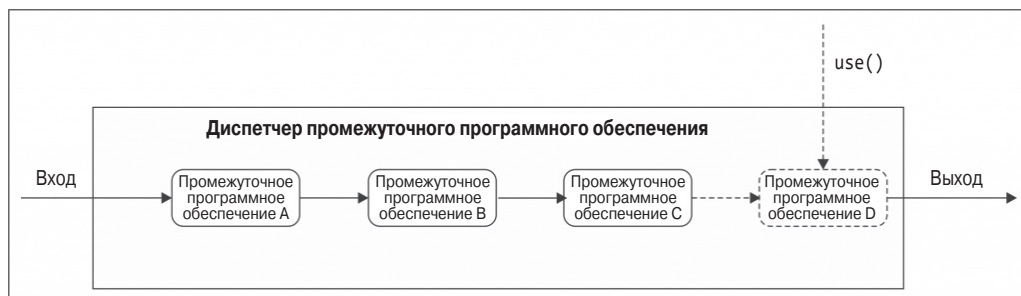 use()
Диспетчер промежуточного программного обеспечения
Вход
Промежуточное
программное
обеспечение A
Промежуточное
программное
обеспечение B
Промежуточное
программное
обеспечение C
Промежуточное
программное
обеспечение D
Выход